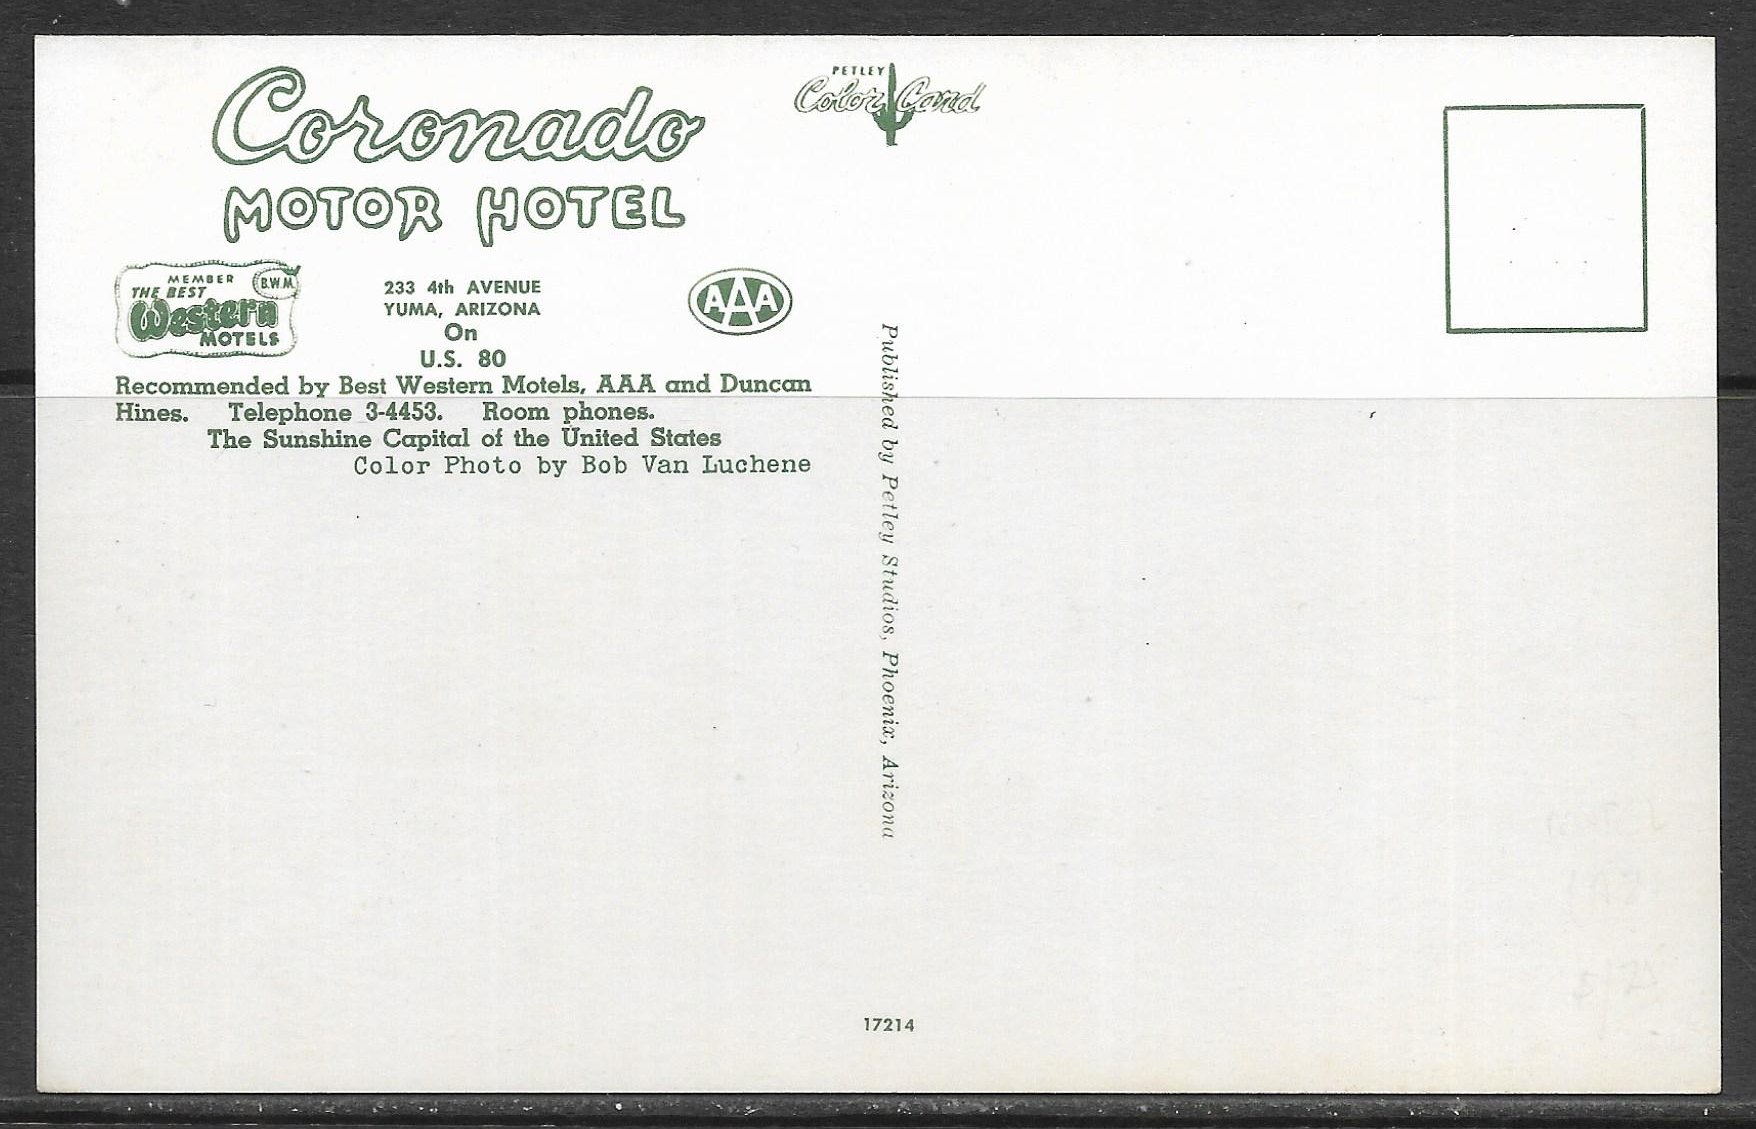 Coronado
MOTOR HOTEL
PETLEY
Color Card
MEMBER
THE BEST
B.W.M.
Western
MOTELS
233 4th AVENUE
YUMA, ARIZONA
On
U.S. 80
AAA
Recommended by Best Western Motels, AAA and Duncan
Hines. Telephone 3-4453. Room phones.
The Sunshine Capital of the United States
Color Photo by Bob Van Luchene
Published by Petley Studios, Phoenix, Arizona
17214